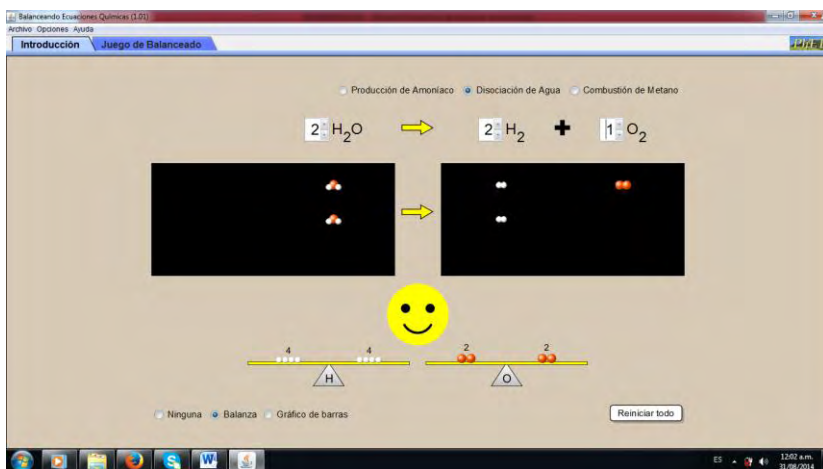 Balanceando Ecuaciones Químicas (1.01)
Archivo Opciones Ayuda
Introducción Juego de Balanceado PhET
Producción de Amoníaco Disociación de Agua Combustión de Metano
2 H₂O 2 H₂ + 1 O₂
4 4 2 2
H O
Ninguna Balanza Gráfico de barras Reiniciar todo
ES 12:02 a.m.
31/08/2014